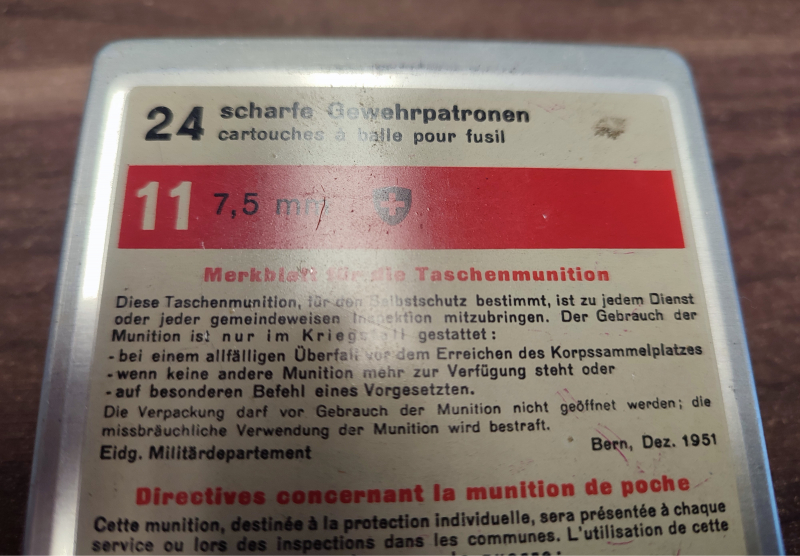 24 scharfe Gewehrpatronen
cartouches à balle pour fusil
11 7,5 mm
Merkblatt für die Taschenmunition
Diese Taschenmunition, für den Selbstschutz bestimmt, ist zu jedem Dienst
oder jeder gemeindeweisen Inspektion mitzubringen. Der Gebrauch der
Munition ist nur im Kriegsfall gestattet:
- bei einem allfälligen Überfall vor dem Erreichen des Korpssammelplatzes
- wenn keine andere Munition mehr zur Verfügung steht oder
- auf besonderen Befehl eines Vorgesetzten.
Die Verpackung darf vor Gebrauch der Munition nicht geöffnet werden; die
missbräuchliche Verwendung der Munition wird bestraft.
Eidg. Militärdepartement Bern, Dez. 1951
Directives concernant la munition de poche
Cette munition, destinée à la protection individuelle, sera présentée à chaque
service ou lors des inspections dans les communes. L'utilisation de cette